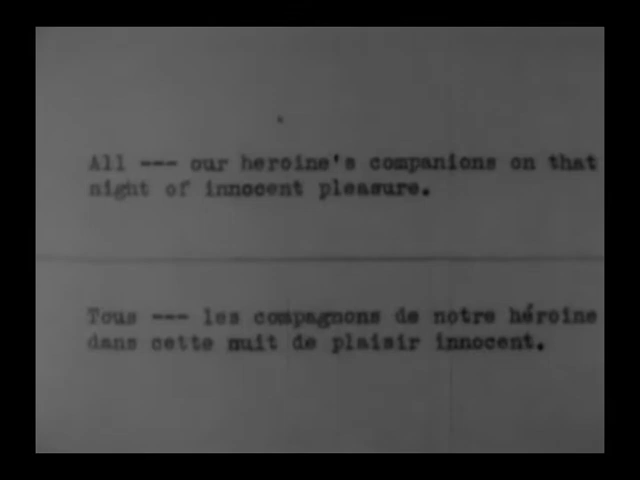 All --- our heroine's companions on that
night of innocent pleasure.
Tous --- les compagnons de notre héroine
dans cette nuit de plaisir innocent.